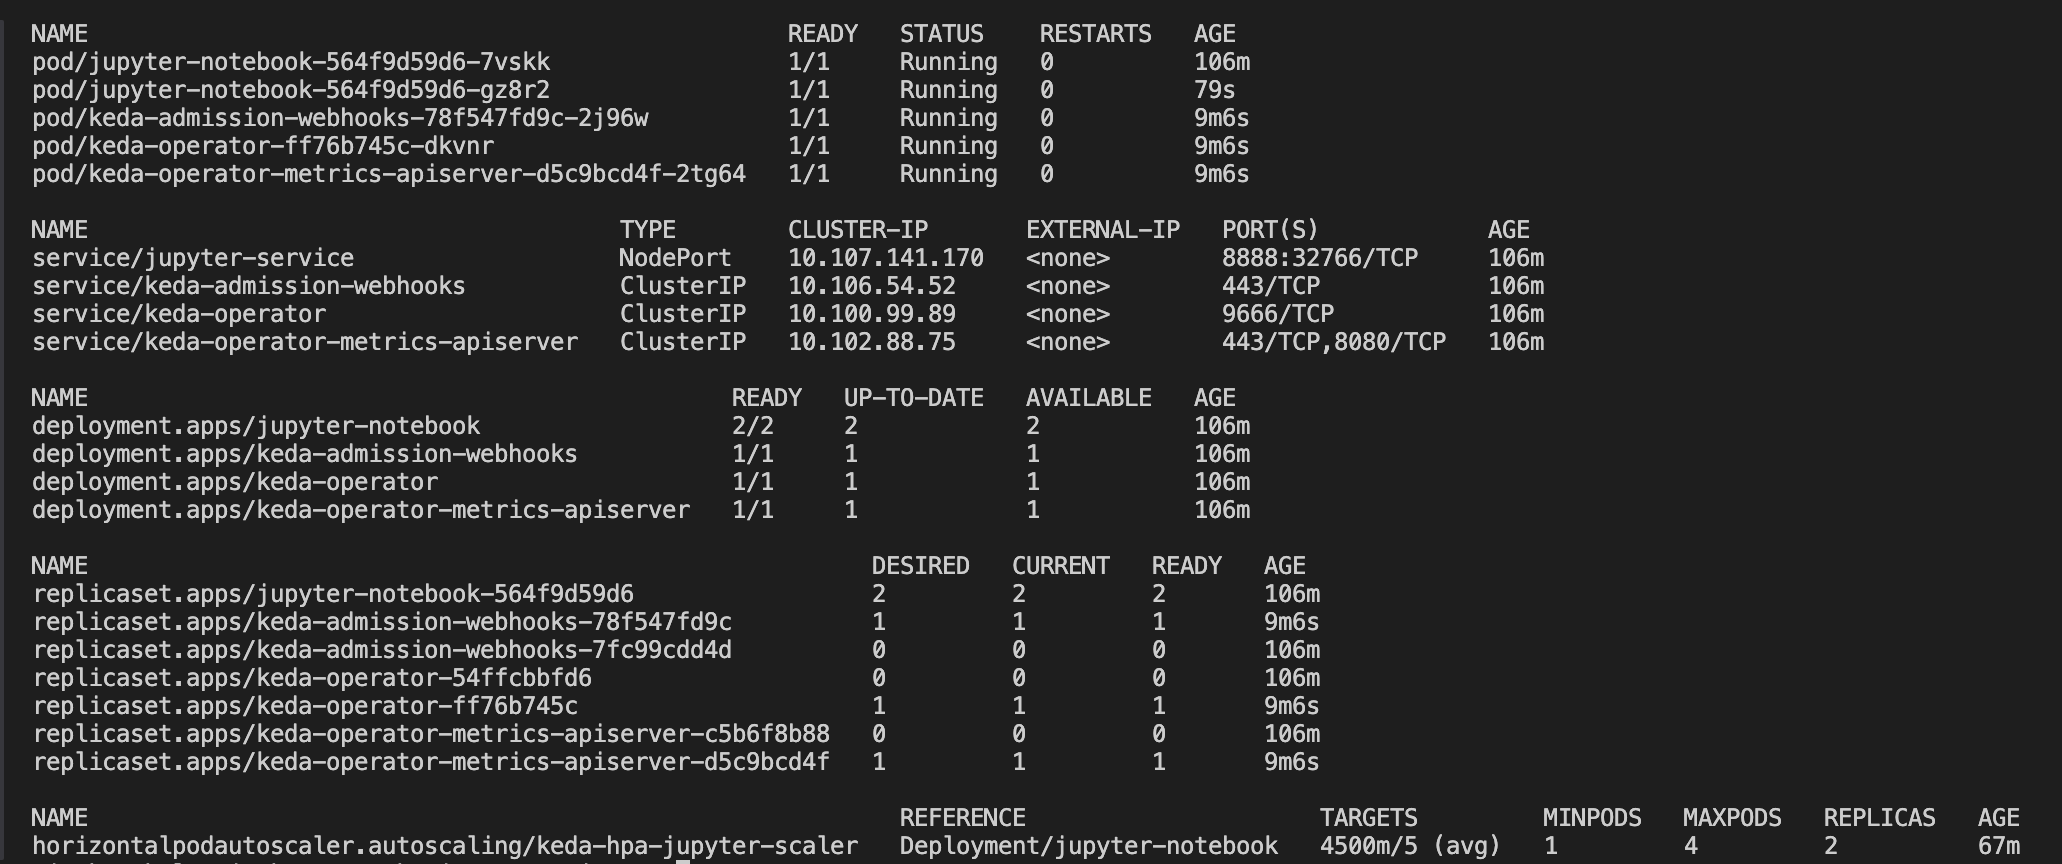 NAME READY STATUS RESTARTS AGE
pod/jupyter-notebook-564f9d59d6-7vskk 1/1 Running 0 106m
pod/jupyter-notebook-564f9d59d6-gz8r2 1/1 Running 0 79s
pod/keda-admission-webhooks-78f547fd9c-2j96w 1/1 Running 0 9m6s
pod/keda-operator-ff76b745c-dkvnr 1/1 Running 0 9m6s
pod/keda-operator-metrics-apiserver-d5c9bcd4f-2tg64 1/1 Running 0 9m6s
NAME TYPE CLUSTER-IP EXTERNAL-IP PORT(S) AGE
service/jupyter-service NodePort 10.107.141.170 <none> 8888:32766/TCP 106m
service/keda-admission-webhooks ClusterIP 10.106.54.52 <none> 443/TCP 106m
service/keda-operator ClusterIP 10.100.99.89 <none> 9666/TCP 106m
service/keda-operator-metrics-apiserver ClusterIP 10.102.88.75 <none> 443/TCP,8080/TCP 106m
NAME READY UP-TO-DATE AVAILABLE AGE
deployment.apps/jupyter-notebook 2/2 2 2 106m
deployment.apps/keda-admission-webhooks 1/1 1 1 106m
deployment.apps/keda-operator 1/1 1 1 106m
deployment.apps/keda-operator-metrics-apiserver 1/1 1 1 106m
NAME DESIRED CURRENT READY AGE
replicaset.apps/jupyter-notebook-564f9d59d6 2 2 2 106m
replicaset.apps/keda-admission-webhooks-78f547fd9c 1 1 1 9m6s
replicaset.apps/keda-admission-webhooks-7fc99cdd4d 0 0 0 106m
replicaset.apps/keda-operator-54ffcbbfd6 0 0 0 106m
replicaset.apps/keda-operator-ff76b745c 1 1 1 9m6s
replicaset.apps/keda-operator-metrics-apiserver-c5b6f8b88 0 0 0 106m
replicaset.apps/keda-operator-metrics-apiserver-d5c9bcd4f 1 1 1 9m6s
NAME REFERENCE TARGETS MINPODS MAXPODS REPLICAS AGE
horizontalpodautoscaler.autoscaling/keda-hpa-jupyter-scaler Deployment/jupyter-notebook 4500m/5 (avg) 1 4 2 67m